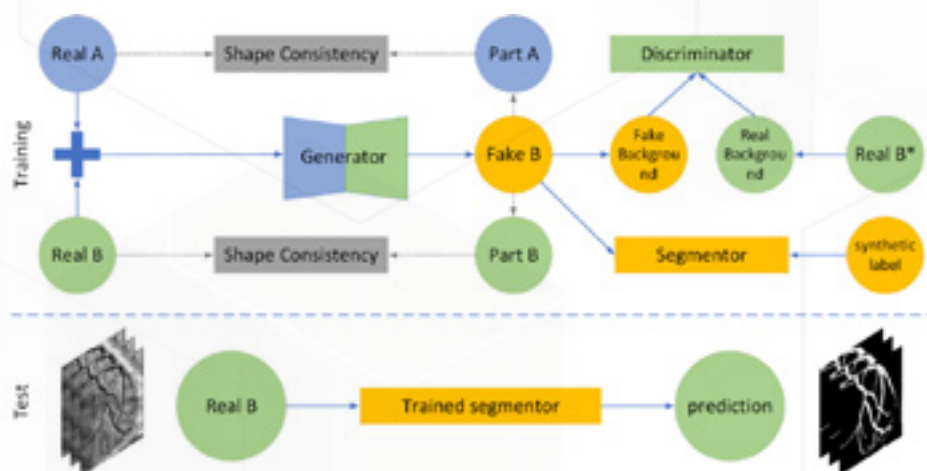 Real A
Shape Consistency
Part A
Discriminator
Training
Generator
Fake B
Fake
Backgrou
nd
Real
Backgrou
nd
Real B*
Real B
Shape Consistency
Part B
Segmentor
synthetic
label
Test
Real B
Trained segmentor
prediction